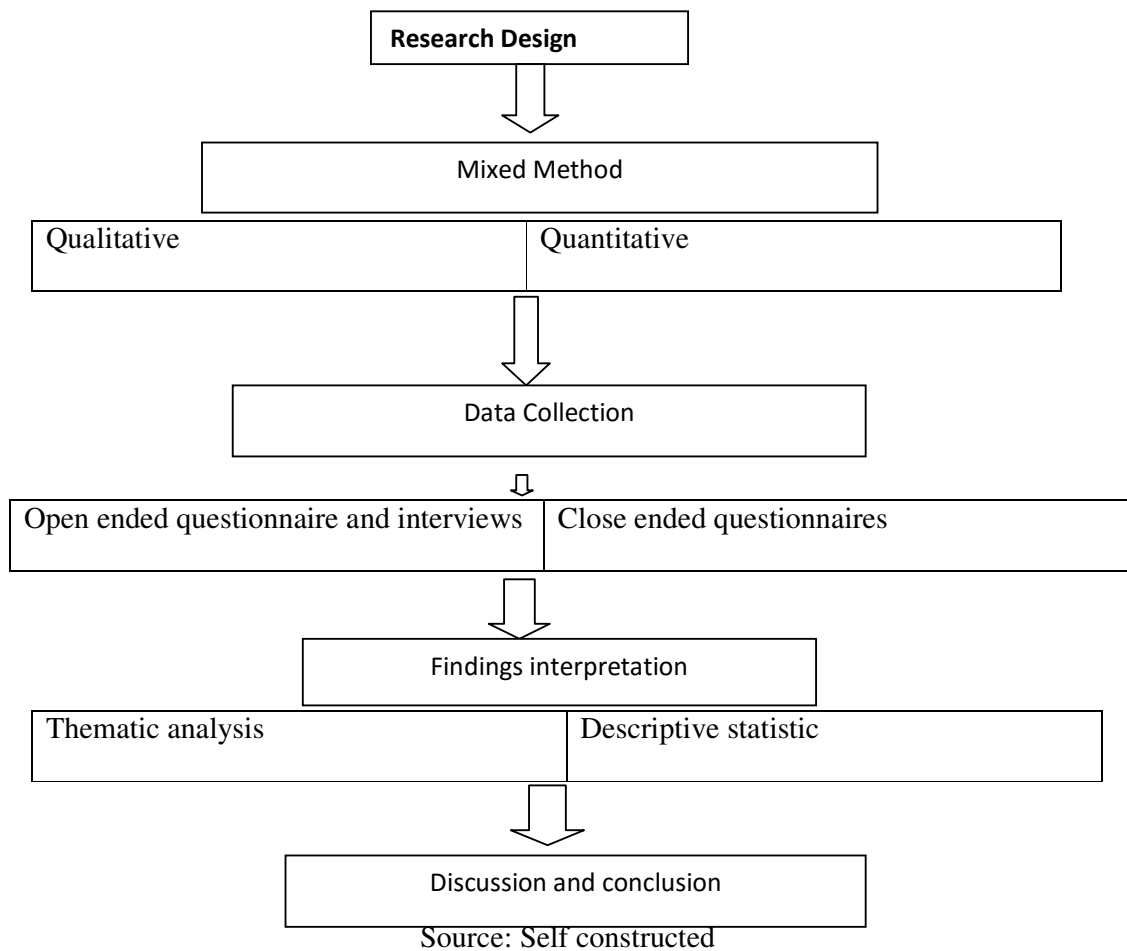 Research Design
Mixed Method
Qualitative
Quantitative
Data Collection
Open ended questionnaire and interviews
Close ended questionnaires
Findings interpretation
Thematic analysis
Descriptive statistic
Discussion and conclusion
Source: Self constructed